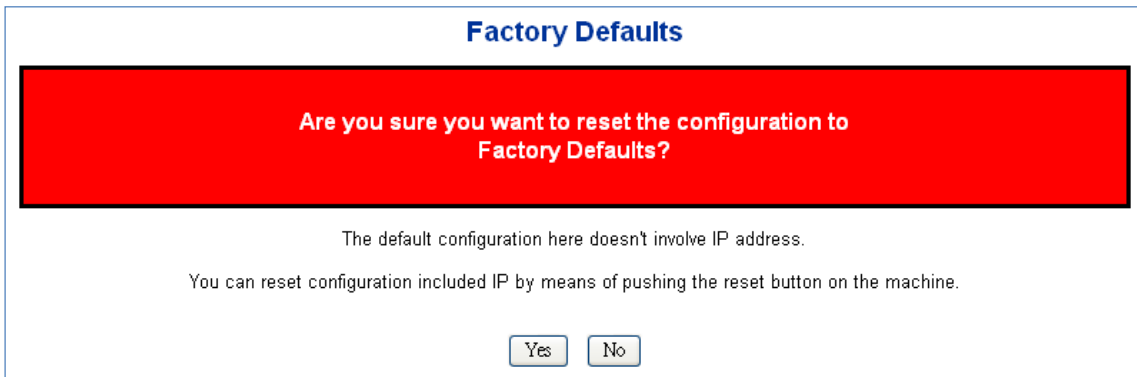 Factory Defaults
Are you sure you want to reset the configuration to
Factory Defaults?
The default configuration here doesn't involve IP address.
You can reset configuration included IP by means of pushing the reset button on the machine.
Yes No